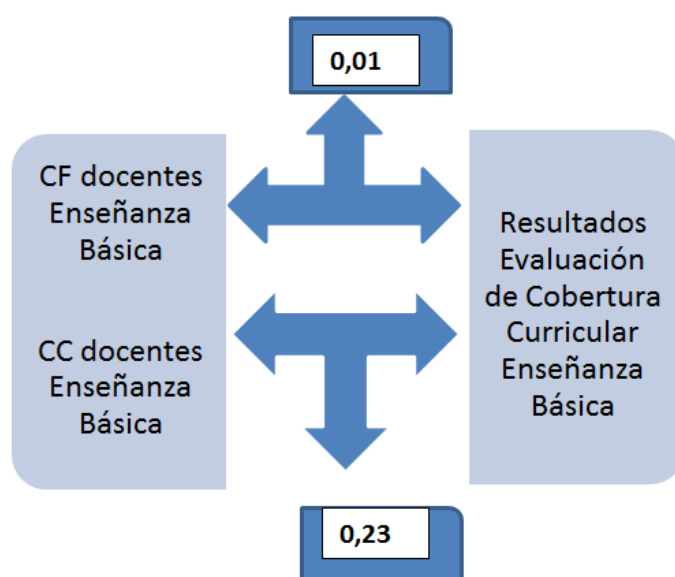 0,01
CF docentes
Enseñanza
Básica
CC docentes
Enseñanza
Básica
Resultados
Evaluación
de Cobertura
Curricular
Enseñanza
Básica
0,23